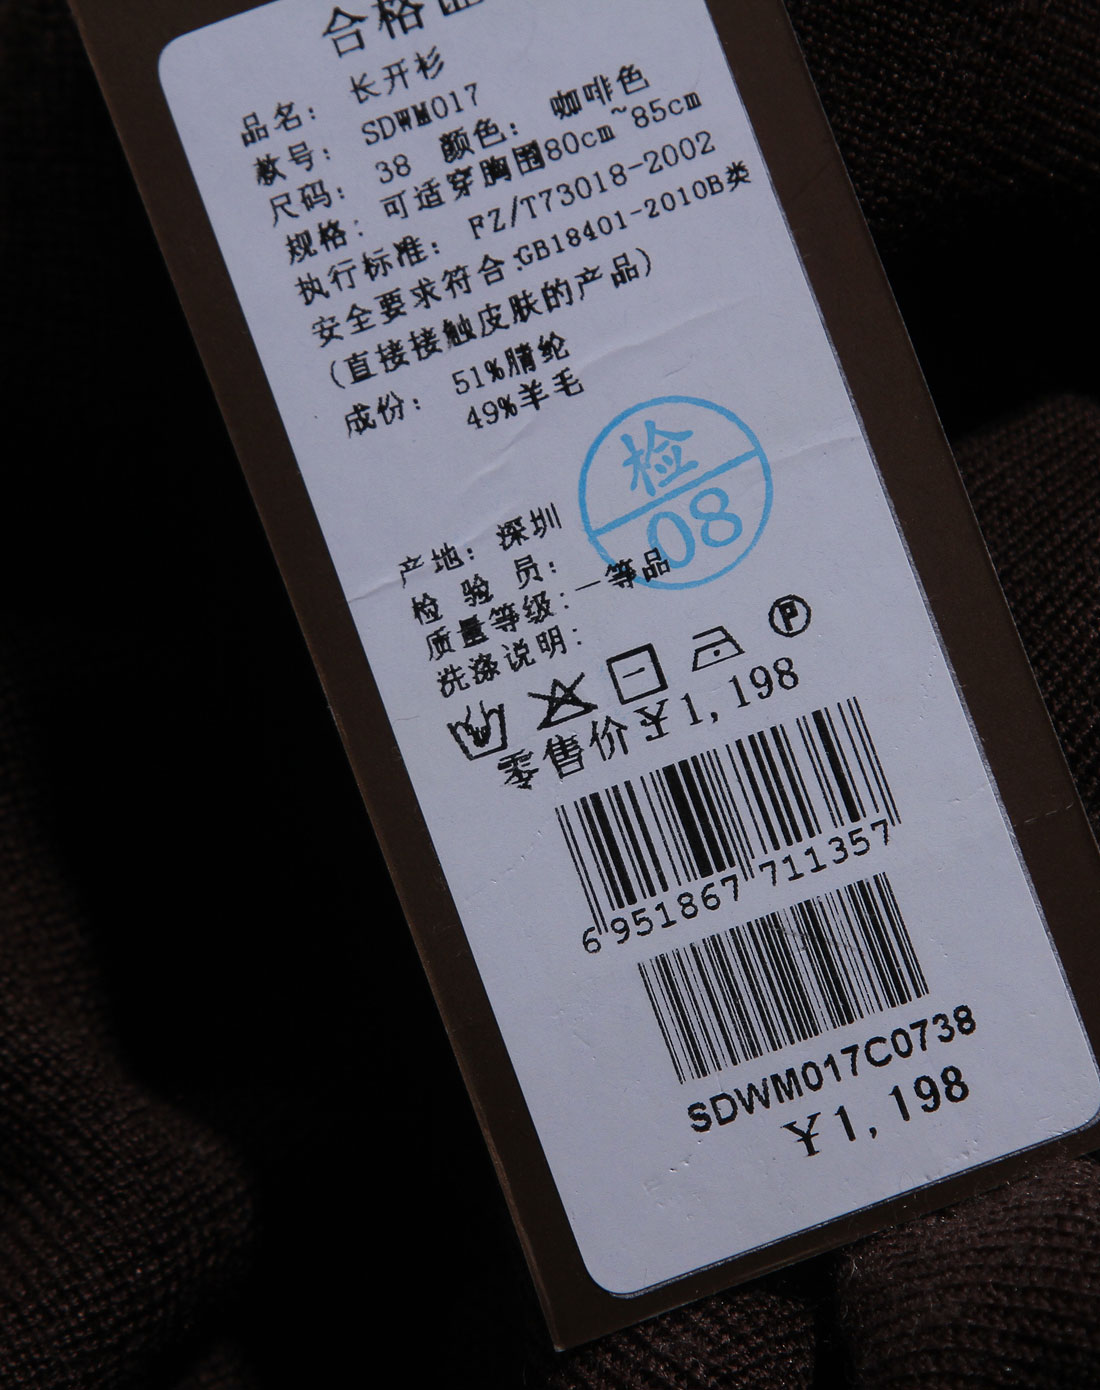 合格品
品名： 长开衫
款号： SDWM017
尺码： 38 颜色： 咖啡色
规格： 可适穿胸围80cm~85cm
执行标准： FZ/T73018-2002
安全要求符合:GB18401-2010B类
(直接接触皮肤的产品)
成份： 51%腈纶
49%羊毛
检
08
产地： 深圳
检 验 员：
质量等级：一等品
洗涤说明：
P
零售价￥1,198
6951867711357
SDWM017C0738
￥1,198